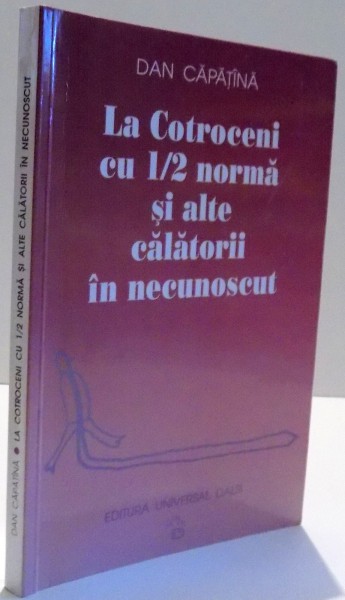 DAN CĂPĂȚÎNĂ
La Cotroceni
cu 1/2 normă
și alte
călătorii
în necunoscut
EDITURA UNIVERSAL DALSI
DAN CĂPĂȚÎNĂ • LA COTROCENI CU 1/2 NORMĂ ȘI ALTE CĂLĂTORII ÎN NECUNOSCUT